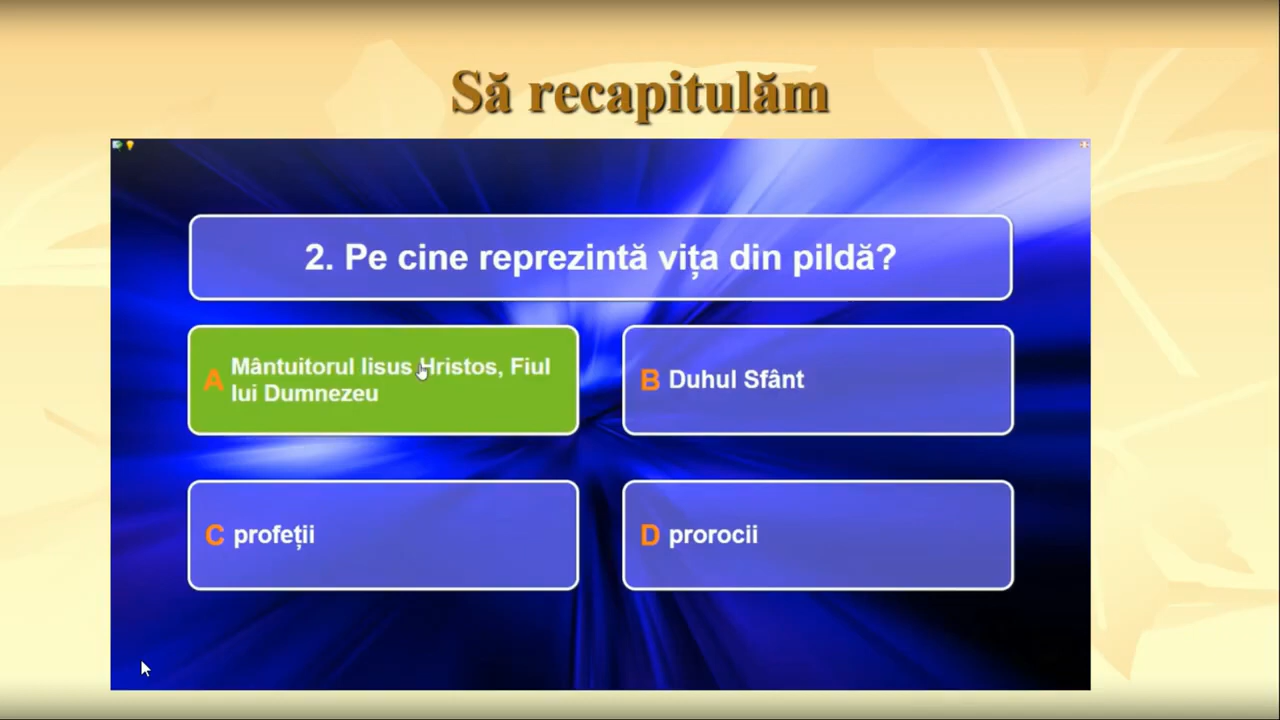 Să recapitulăm
2. Pe cine reprezintă vița din pildă?
A Mântuitorul Iisus Hristos, Fiul
lui Dumnezeu
B Duhul Sfânt
C profeții
D prorocii